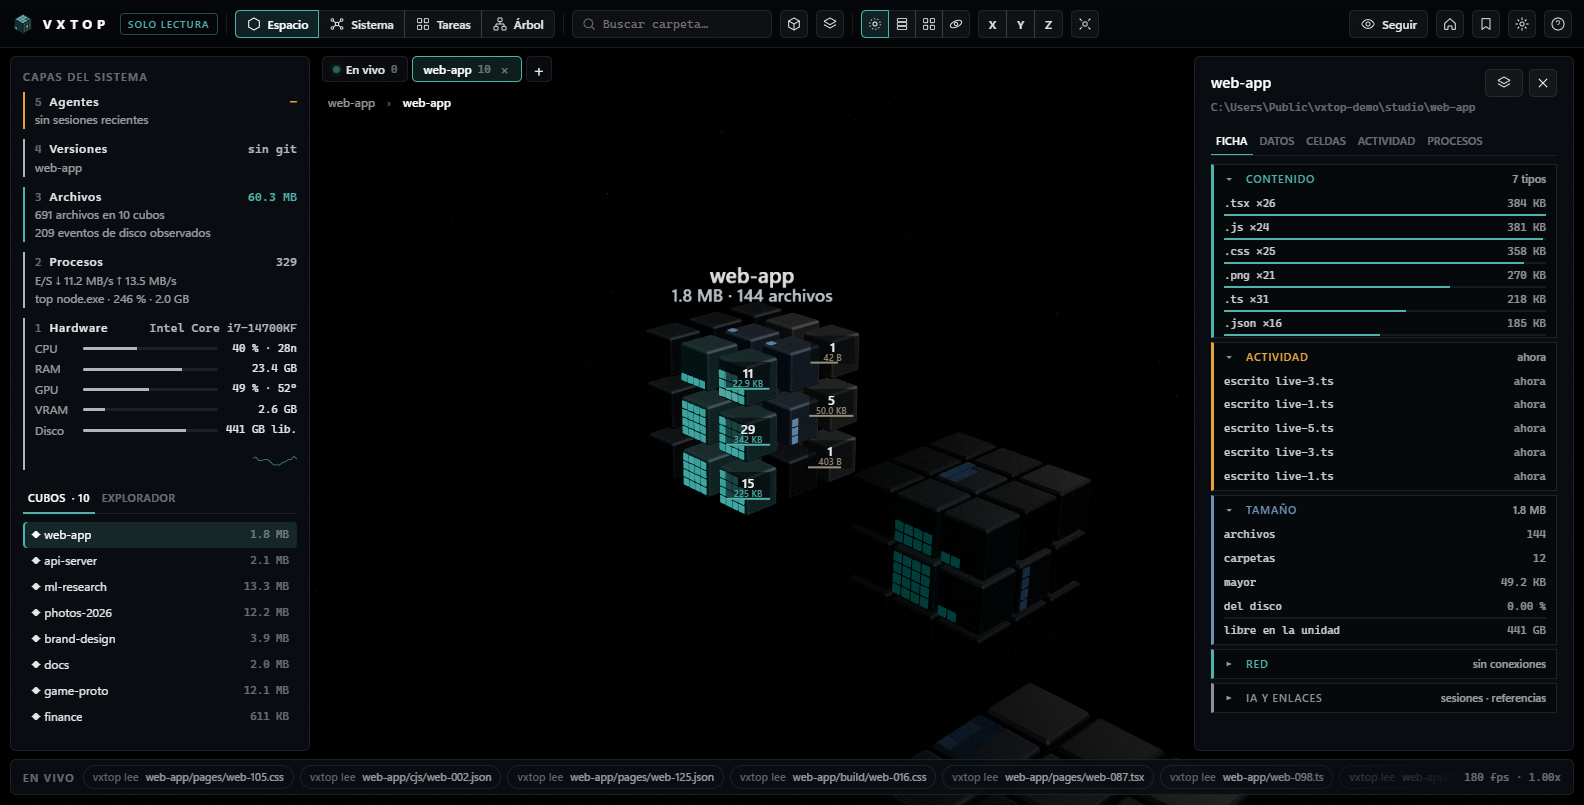 VXTOP SOLO LECTURA Espacio Sistema Tareas Árbol Buscar carpeta… X Y Z Seguir
CAPAS DEL SISTEMA
5 Agentes —
sin sesiones recientes
4 Versiones sin git
web-app
3 Archivos 60.3 MB
691 archivos en 10 cubos
209 eventos de disco observados
2 Procesos 329
E/S ↓ 11.2 MB/s ↑ 13.5 MB/s
top node.exe · 246 % · 2.0 GB
1 Hardware Intel Core i7-14700KF
CPU 40 % · 28n
RAM 23.4 GB
GPU 49 % · 52°
VRAM 2.6 GB
Disco 441 GB lib.
CUBOS · 10 EXPLORADOR
web-app 1.8 MB
api-server 2.1 MB
ml-research 13.3 MB
photos-2026 12.2 MB
brand-design 3.9 MB
docs 2.0 MB
game-proto 12.1 MB
finance 611 KB
En vivo 0 web-app 10 × +
web-app › web-app
web-app
1.8 MB · 144 archivos
1
42 B
11
22.9 KB
5
50.0 KB
29
342 KB
1
403 B
15
225 KB
web-app
C:\Users\Public\vxtop-demo\studio\web-app
FICHA DATOS CELDAS ACTIVIDAD PROCESOS
CONTENIDO 7 tipos
.tsx ×26 384 KB
.js ×24 381 KB
.css ×25 358 KB
.png ×21 270 KB
.ts ×31 218 KB
.json ×16 185 KB
ACTIVIDAD ahora
escrito live-3.ts ahora
escrito live-1.ts ahora
escrito live-5.ts ahora
escrito live-3.ts ahora
escrito live-1.ts ahora
TAMAÑO 1.8 MB
archivos 144
carpetas 12
mayor 49.2 KB
del disco 0.00 %
libre en la unidad 441 GB
RED sin conexiones
IA Y ENLACES sesiones · referencias
EN VIVO vxtop lee web-app/pages/web-105.css vxtop lee web-app/cjs/web-002.json vxtop lee web-app/pages/web-125.json vxtop lee web-app/build/web-016.css vxtop lee web-app/pages/web-087.tsx vxtop lee web-app/web-098.ts vxtop lee web-app/ 180 fps · 1.00x